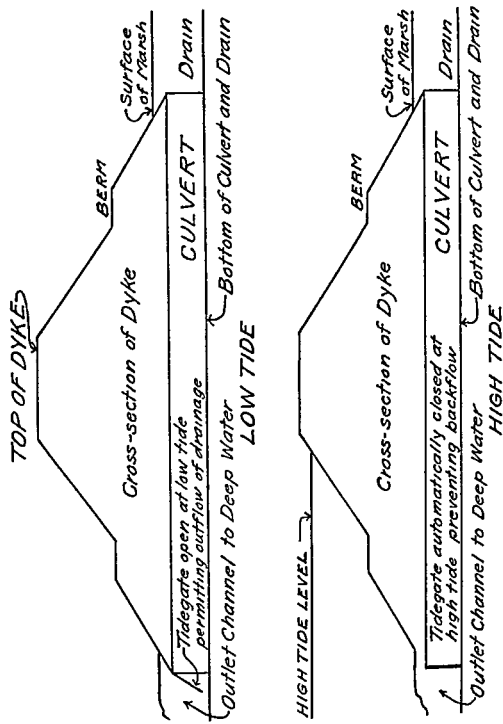 TOP OF DYKE
BERM
Surface
of Marsh
Cross-section of Dyke
Tidegate open at low tide
permitting outflow of drainage
CULVERT
Drain
Outlet Channel to Deep Water
Bottom of Culvert and Drain
LOW TIDE
HIGH TIDE LEVEL
BERM
Surface
of Marsh
Cross-section of Dyke
Tidegate automatically closed at
high tide preventing backflow
CULVERT
Drain
Outlet Channel to Deep Water
Bottom of Culvert and Drain
HIGH TIDE